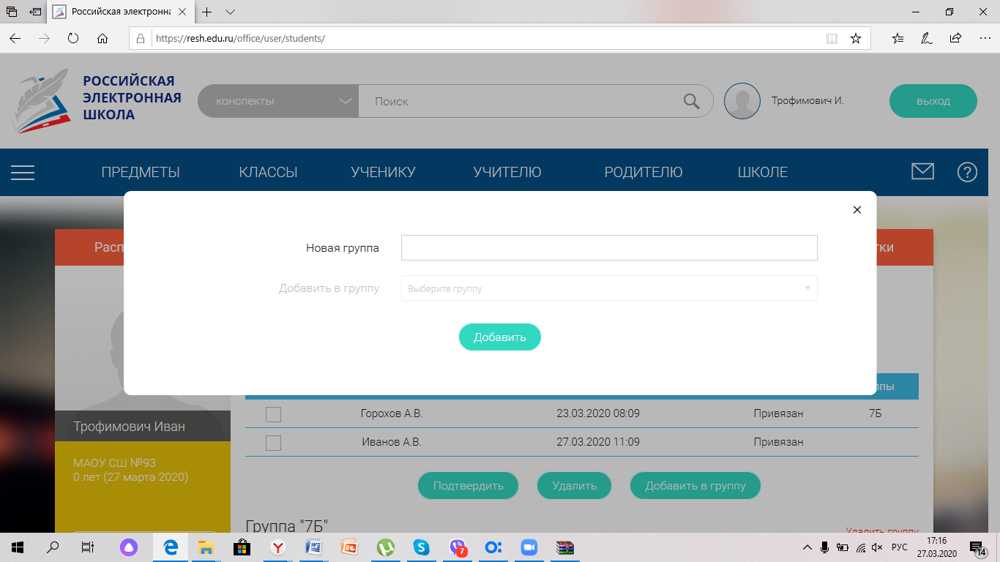 Российская электронна
https://resh.edu.ru/office/user/students/
РОССИЙСКАЯ
ЭЛЕКТРОННАЯ
ШКОЛА
конспекты
Поиск
Трофимович И.
выход
ПРЕДМЕТЫ КЛАССЫ УЧЕНИКУ УЧИТЕЛЮ РОДИТЕЛЮ ШКОЛЕ ?
Новая группа
Добавить в группу Выберите группу
Добавить
Горохов А.В. 23.03.2020 08:09 Привязан 7Б
Иванов А.В. 27.03.2020 11:09 Привязан
Подтвердить Удалить Добавить в группу
Трофимович Иван
МАОУ СШ №93
0 лет (27 марта 2020)
Группа "7Б"
Удалить группу
7
РУС
17:16
27.03.2020
14